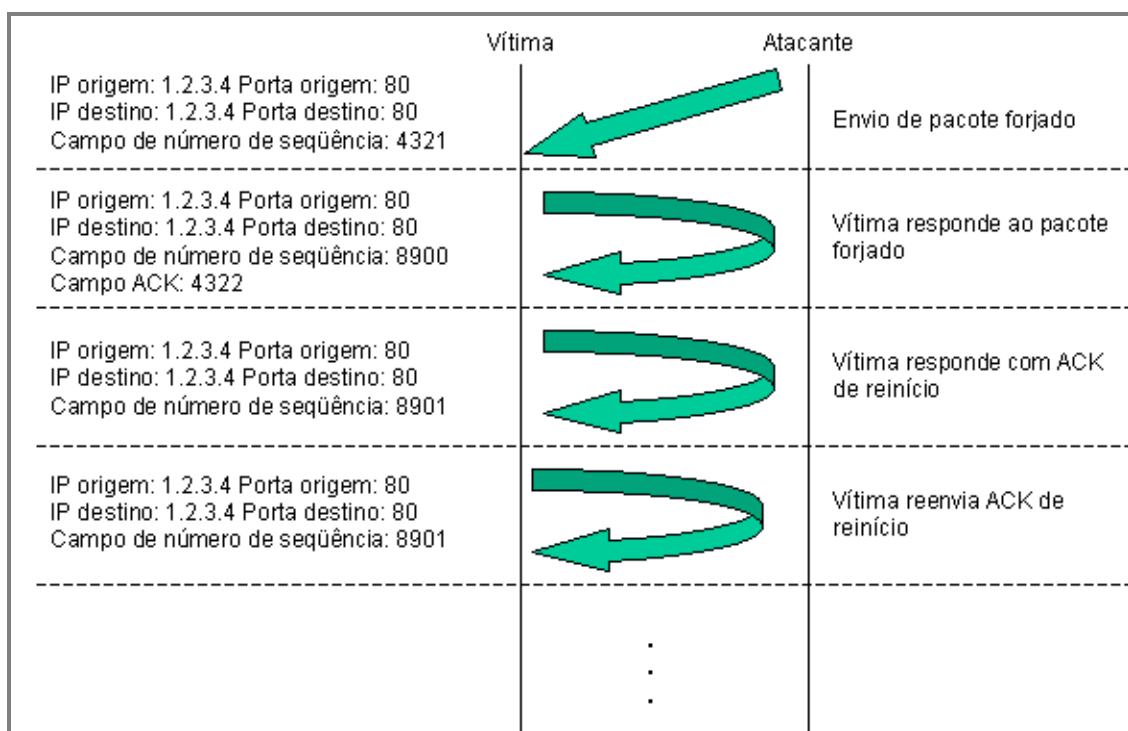 Vítima
Atacante
IP origem: 1.2.3.4 Porta origem: 80
IP destino: 1.2.3.4 Porta destino: 80
Campo de número de seqüência: 4321
Envio de pacote forjado
IP origem: 1.2.3.4 Porta origem: 80
IP destino: 1.2.3.4 Porta destino: 80
Campo de número de seqüência: 8900
Campo ACK: 4322
Vítima responde ao pacote
forjado
IP origem: 1.2.3.4 Porta origem: 80
IP destino: 1.2.3.4 Porta destino: 80
Campo de número de seqüência: 8901
Vítima responde com ACK
de reinício
IP origem: 1.2.3.4 Porta origem: 80
IP destino: 1.2.3.4 Porta destino: 80
Campo de número de seqüência: 8901
Vítima reenvia ACK de
reinício